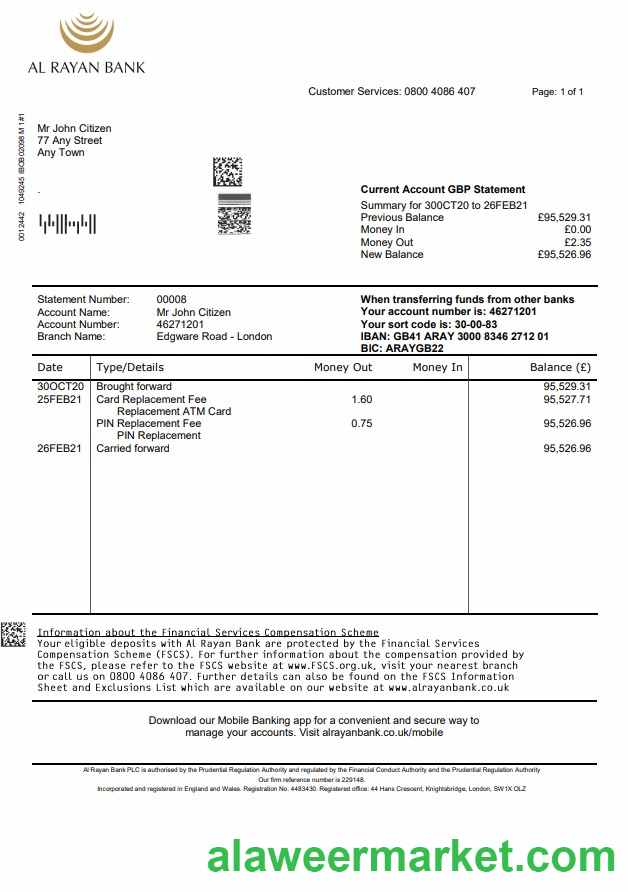 AL RAYAN BANK
Customer Services: 0800 4086 407
Page: 1 of 1
0012442 1049245 IBOB02098 M 1#1
Mr John Citizen
77 Any Street
Any Town
.
Current Account GBP Statement
Summary for 30OCT20 to 26FEB21
Previous Balance £95,529.31
Money In £0.00
Money Out £2.35
New Balance £95,526.96
Statement Number: 00008
Account Name: Mr John Citizen
Account Number: 46271201
Branch Name: Edgware Road - London
When transferring funds from other banks
Your account number is: 46271201
Your sort code is: 30-00-83
IBAN: GB41 ARAY 3000 8346 2712 01
BIC: ARAYGB22
Date Type/Details Money Out Money In Balance (£)
30OCT20 Brought forward 95,529.31
25FEB21 Card Replacement Fee 1.60 95,527.71
Replacement ATM Card
PIN Replacement Fee 0.75 95,526.96
PIN Replacement
26FEB21 Carried forward 95,526.96
Information about the Financial Services Compensation Scheme
Your eligible deposits with Al Rayan Bank are protected by the Financial Services
Compensation Scheme (FSCS). For further information about the compensation provided by
the FSCS, please refer to the FSCS website at www.FSCS.org.uk, visit your nearest branch
or call us on 0800 4086 407. Further details can also be found on the FSCS Information
Sheet and Exclusions List which are available on our website at www.alrayanbank.co.uk
Download our Mobile Banking app for a convenient and secure way to
manage your accounts. Visit alrayanbank.co.uk/mobile
Al Rayan Bank PLC is authorised by the Prudential Regulation Authority and regulated by the Financial Conduct Authority and the Prudential Regulation Authority
Our firm reference number is 229148.
Incorporated and registered in England and Wales. Registration No. 4483430. Registered office: 44 Hans Crescent, Knightsbridge, London, SW1X 0LZ
alaweermarket.com